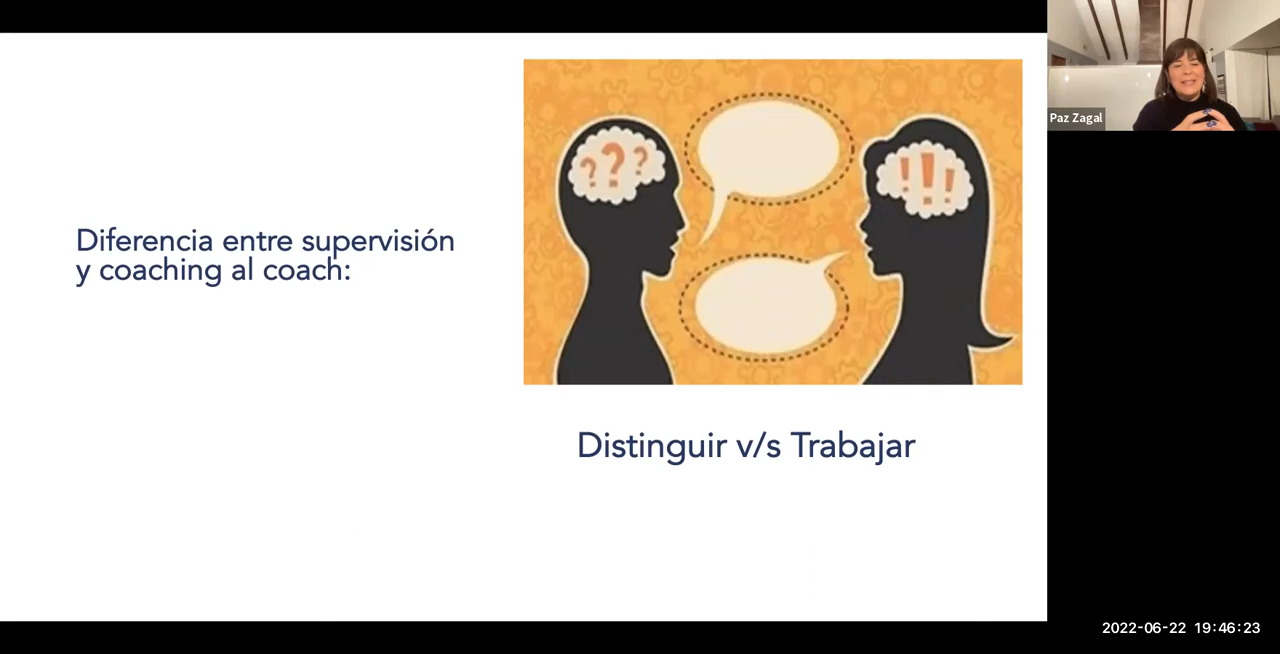 Diferencia entre supervisión
y coaching al coach:
? ? ?
! ! !
Distinguir v/s Trabajar
Paz Zagal
2022-06-22 19:46:23